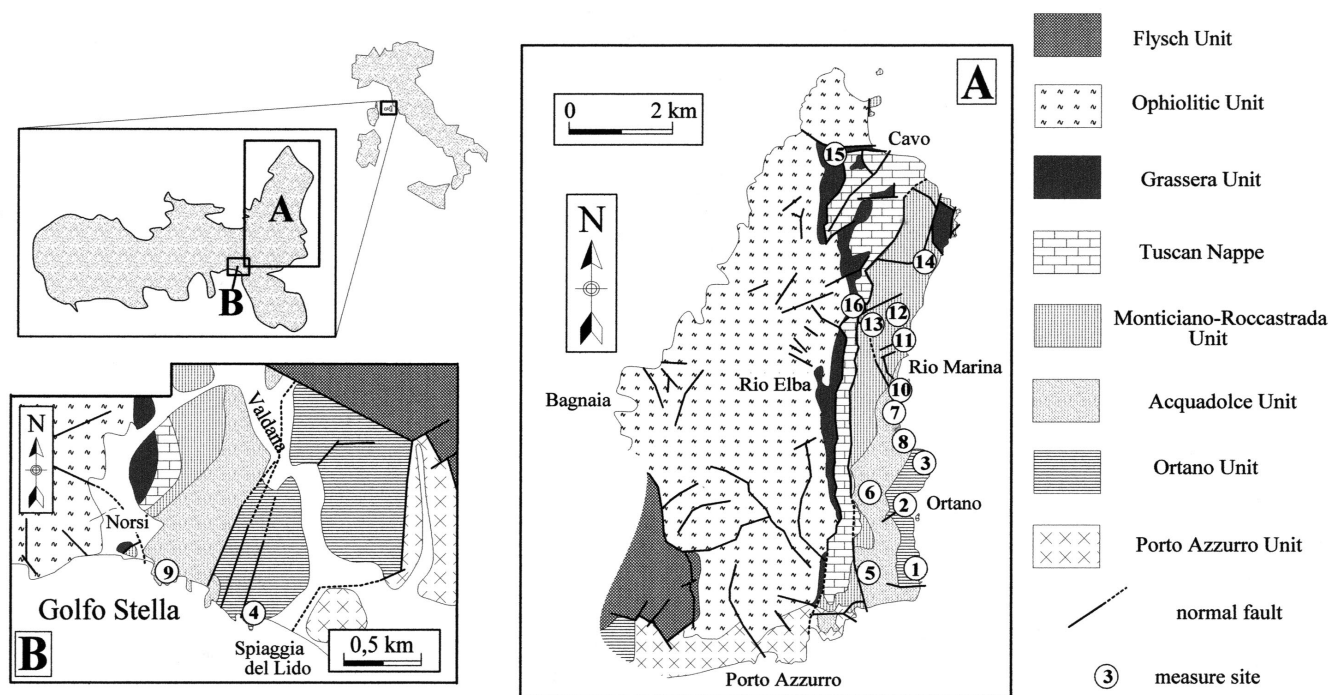 A
B
N
Valdana
Norsi
9
Golfo Stella
4
Spiaggia
del Lido
0,5 km
B
A
0 2 km
N
Cavo
15
14
16
12
13
11
Rio Marina
Rio Elba
10
Bagnaia
7
8
3
6
Ortano
2
5
1
Porto Azzurro
Flysch Unit
Ophiolitic Unit
Grassera Unit
Tuscan Nappe
Monticiano-Roccastrada
Unit
Acquadolce Unit
Ortano Unit
Porto Azzurro Unit
normal fault
3 measure site